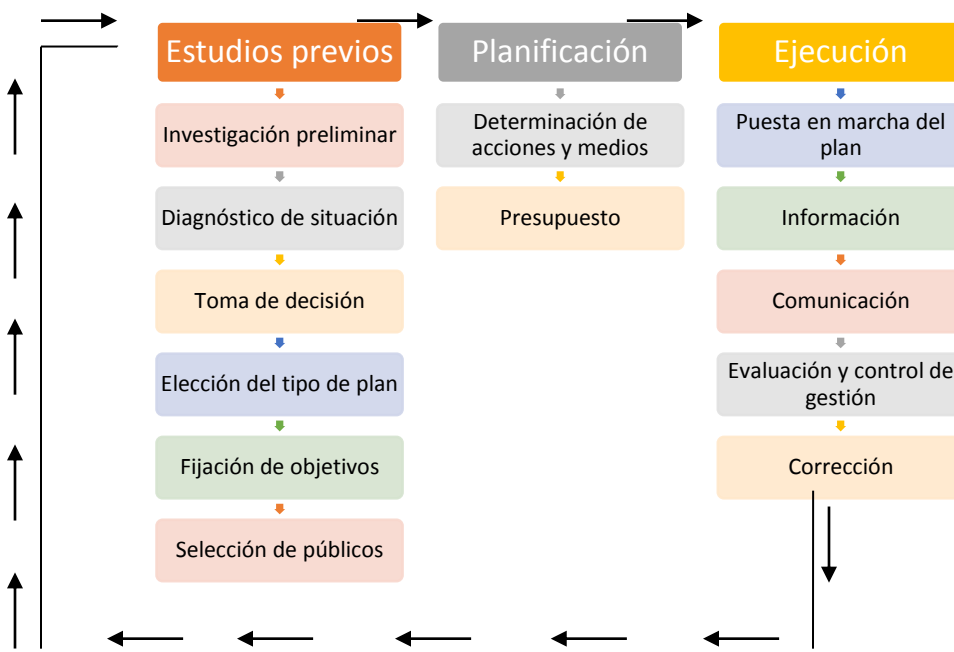 Estudios previos
Investigación preliminar
Diagnóstico de situación
Toma de decisión
Elección del tipo de plan
Fijación de objetivos
Selección de públicos
Planificación
Determinación de
acciones y medios
Presupuesto
Ejecución
Puesta en marcha del
plan
Información
Comunicación
Evaluación y control de
gestión
Corrección